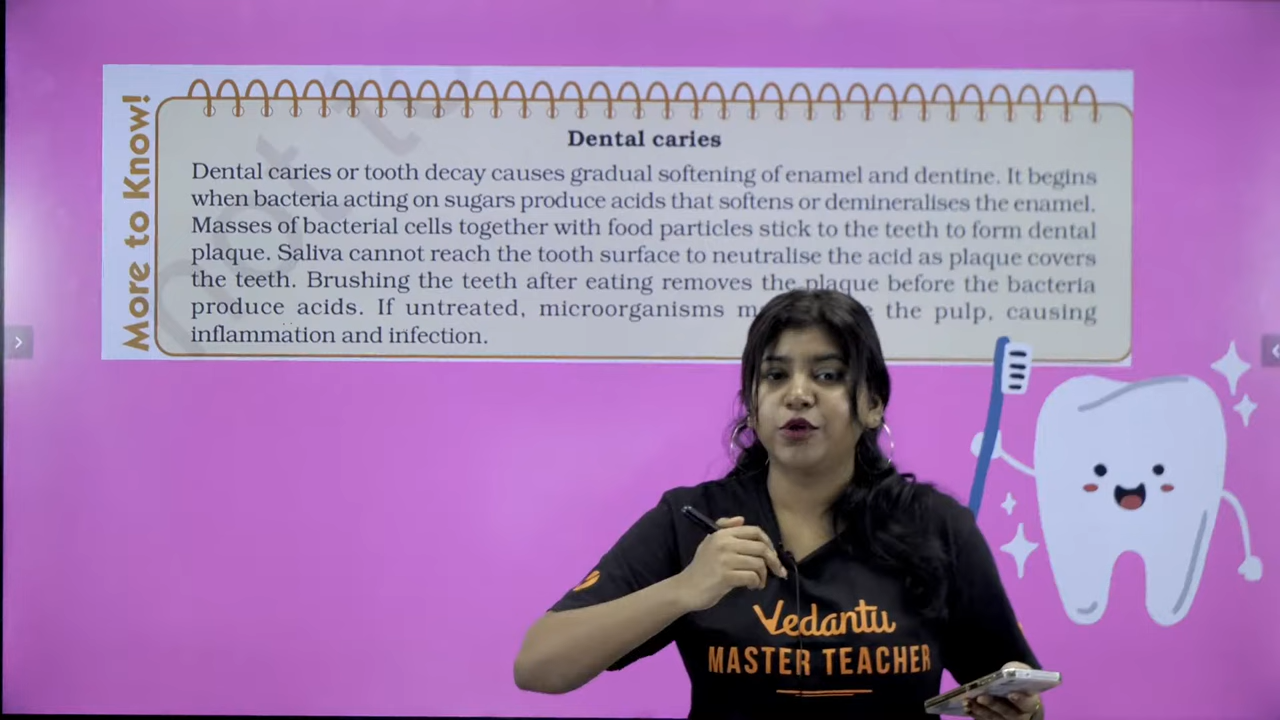 More to Know!
Dental caries
Dental caries or tooth decay causes gradual softening of enamel and dentine. It begins
when bacteria acting on sugars produce acids that softens or demineralises the enamel.
Masses of bacterial cells together with food particles stick to the teeth to form dental
plaque. Saliva cannot reach the tooth surface to neutralise the acid as plaque covers
the teeth. Brushing the teeth after eating removes the plaque before the bacteria
produce acids. If untreated, microorganisms the pulp, causing
inflammation and infection.
Vedantu
MASTER TEACHER